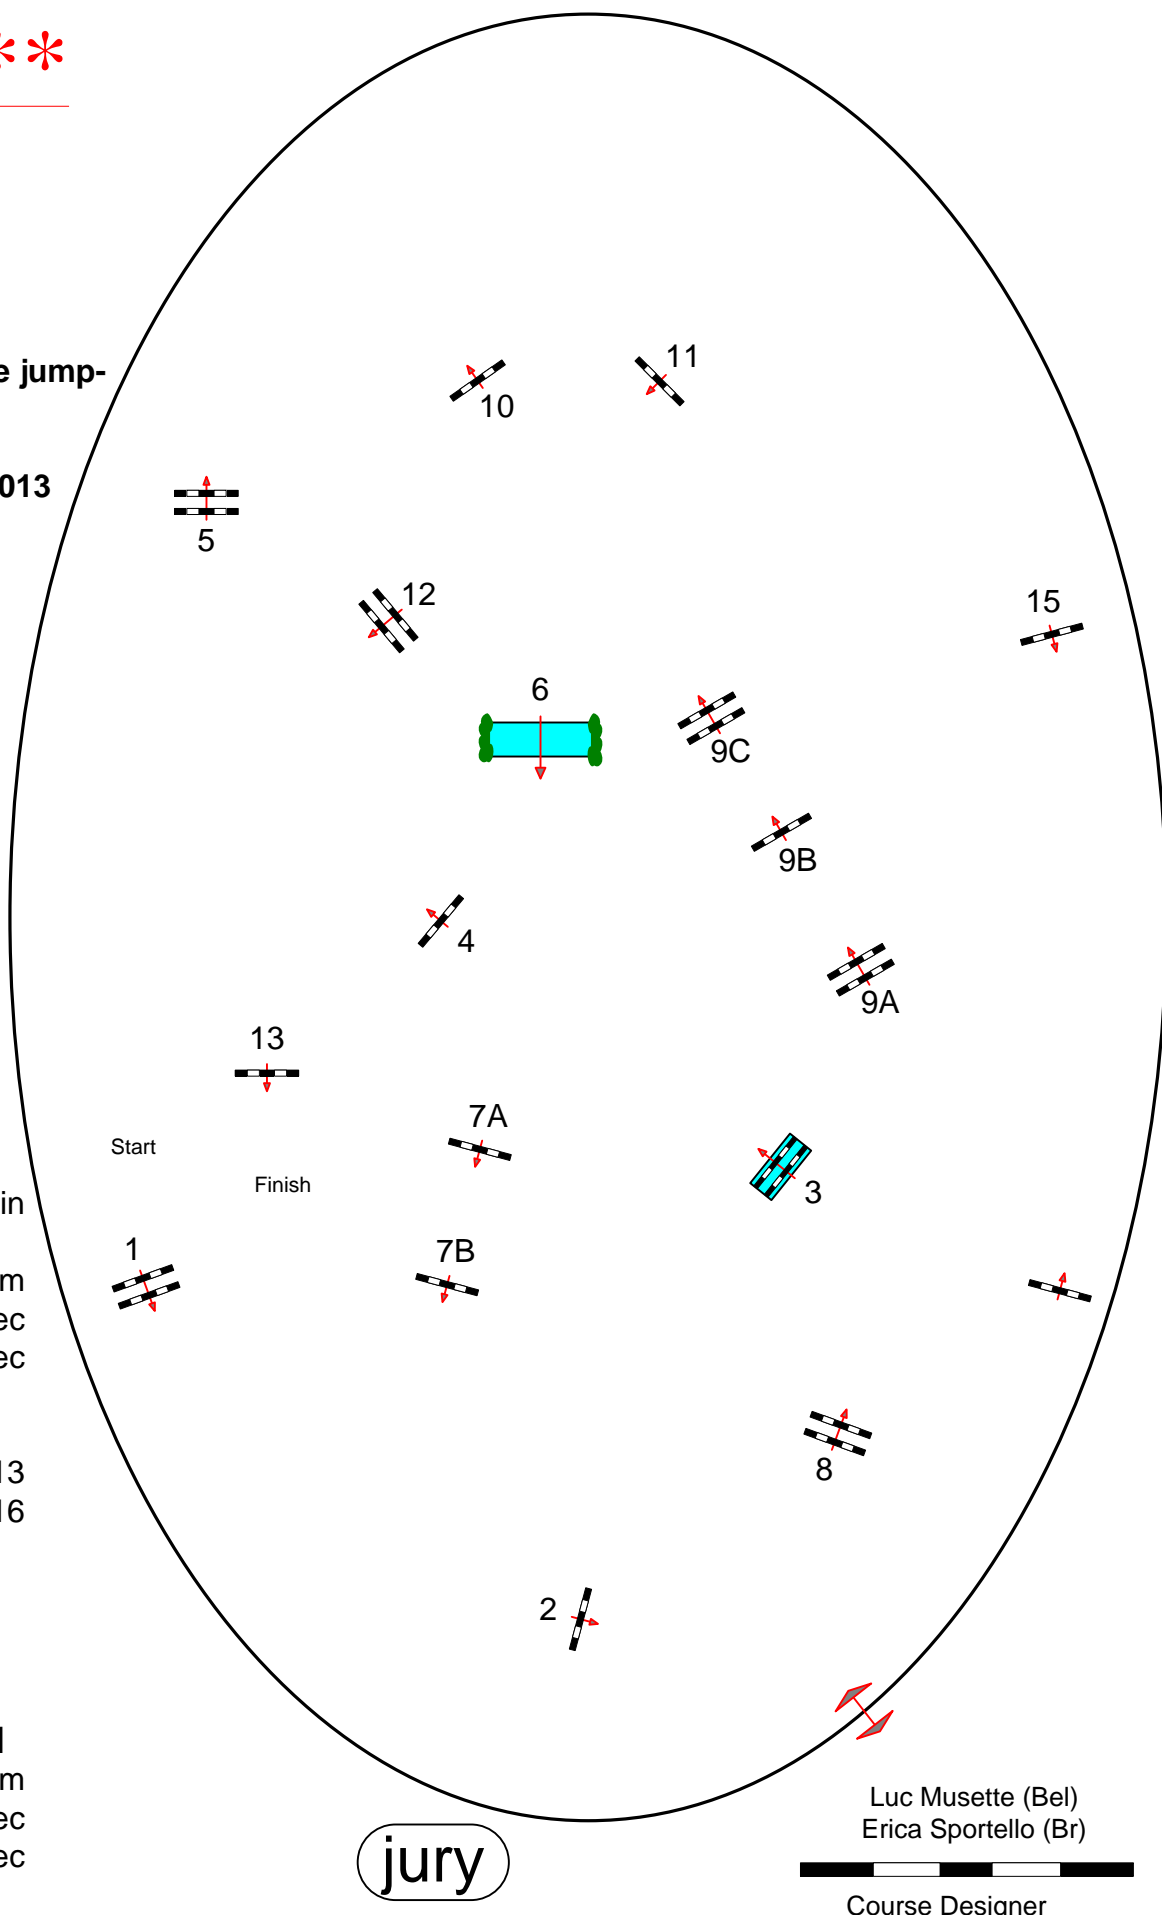 **
e jump-
013
11
10
5
12
15
6
9C
9B
4
9A
13
7A
Start
Finish
3
in
1
7B
m
ec
ec
8
13
16
2
l
m
ec
ec
jury
Luc Musette (Bel)
Erica Sportello (Br)
Course Designer